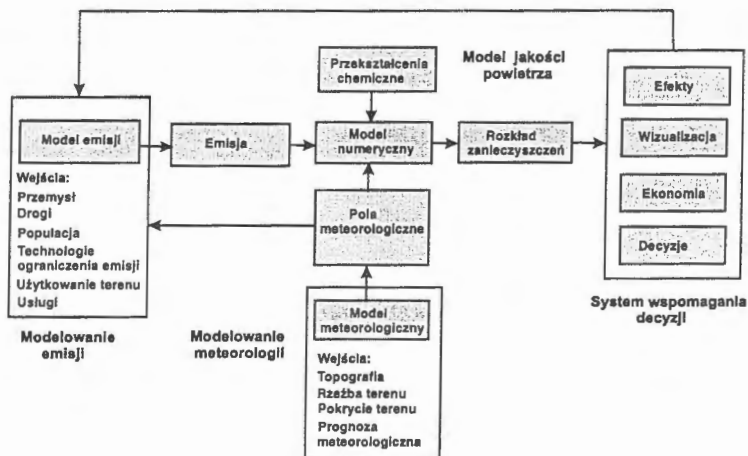 Przekształcenia
chemiczne
Model jakości
powietrza
Efekty
Model emisji
Emisja
Model
numeryczny
Rozkład
zanieczyszczeń
Wizualizacja
Wejścia:
Przemysł
Drogi
Populacja
Technologie
ograniczenia emisji
Użytkowanie terenu
Usługi
Pola
meteorologiczne
Ekonomia
Decyzje
System wspomagania
decyzji
Modelowanie
emisji
Modelowanie
meteorologii
Model
meteorologiczny
Wejścia:
Topografia
Rzeźba terenu
Pokrycie terenu
Prognoza
meteorologiczna